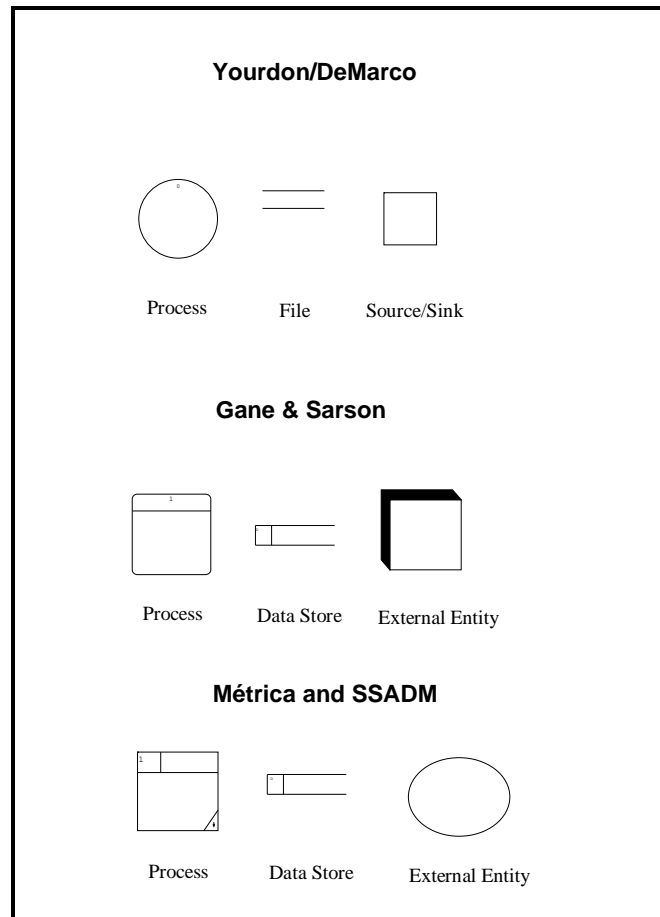 Yourdon/DeMarco
0
Process File Source/Sink
Gane & Sarson
1
Process Data Store External Entity
Métrica and SSADM
1
Process Data Store External Entity